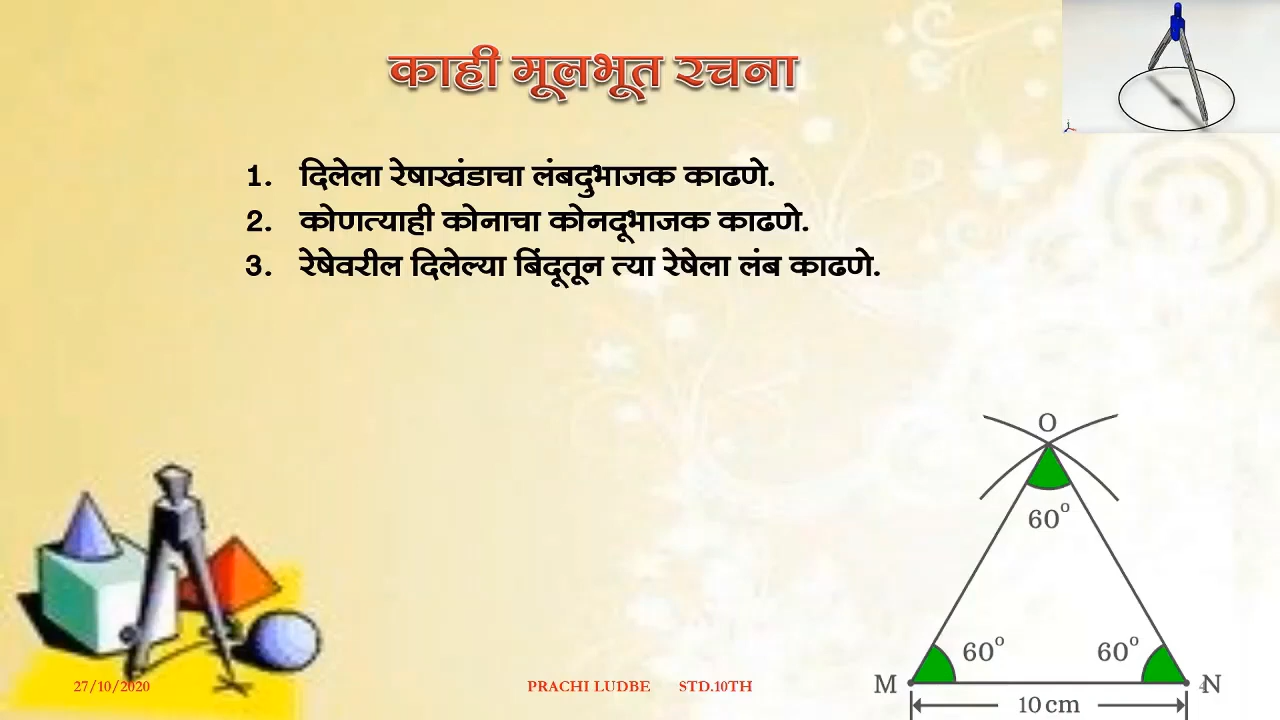 काही मूलभूत रचना
1. दिलेला रेषाखंडाचा लंबदुभाजक काढणे.
2. कोणत्याही कोनाचा कोनदूभाजक काढणे.
3. रेषेवरील दिलेल्या बिंदूतून त्या रेषेला लंब काढणे.
O
60°
60° 60°
M N
10 cm
27/10/2020 PRACHI LUDBE STD.10TH 4